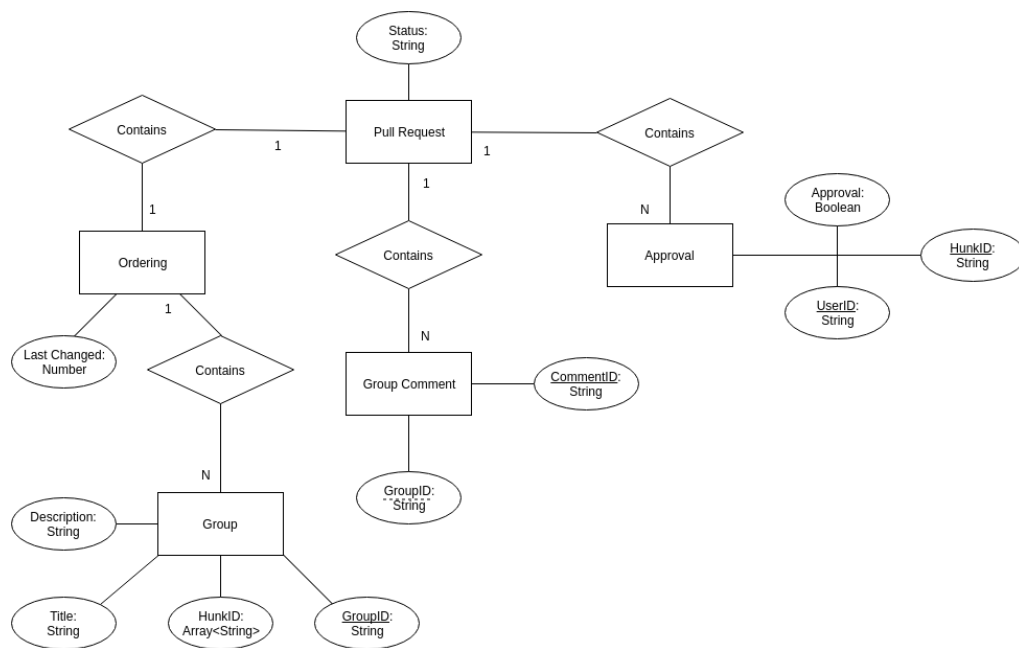 Status:
String
Contains
Pull Request
Contains
1
1
1
1
N
Approval:
Boolean
Ordering
Contains
Approval
HunkID:
String
UserID:
String
1
N
Last Changed:
Number
Contains
Group Comment
CommentID:
String
N
GroupID:
String
Description:
String
Group
Title:
String
HunkID:
Array<String>
GroupID:
String